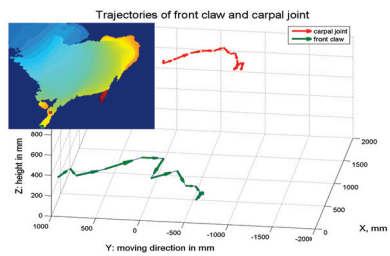 Trajectories of front claw and carpal joint
carpal joint
front claw
800
600
400
200
0
Z: height in mm
1000
500
0
-500
-1000
-1500
-200
Y: moving direction in mm
0
500
1000
1500
2000
X, mm